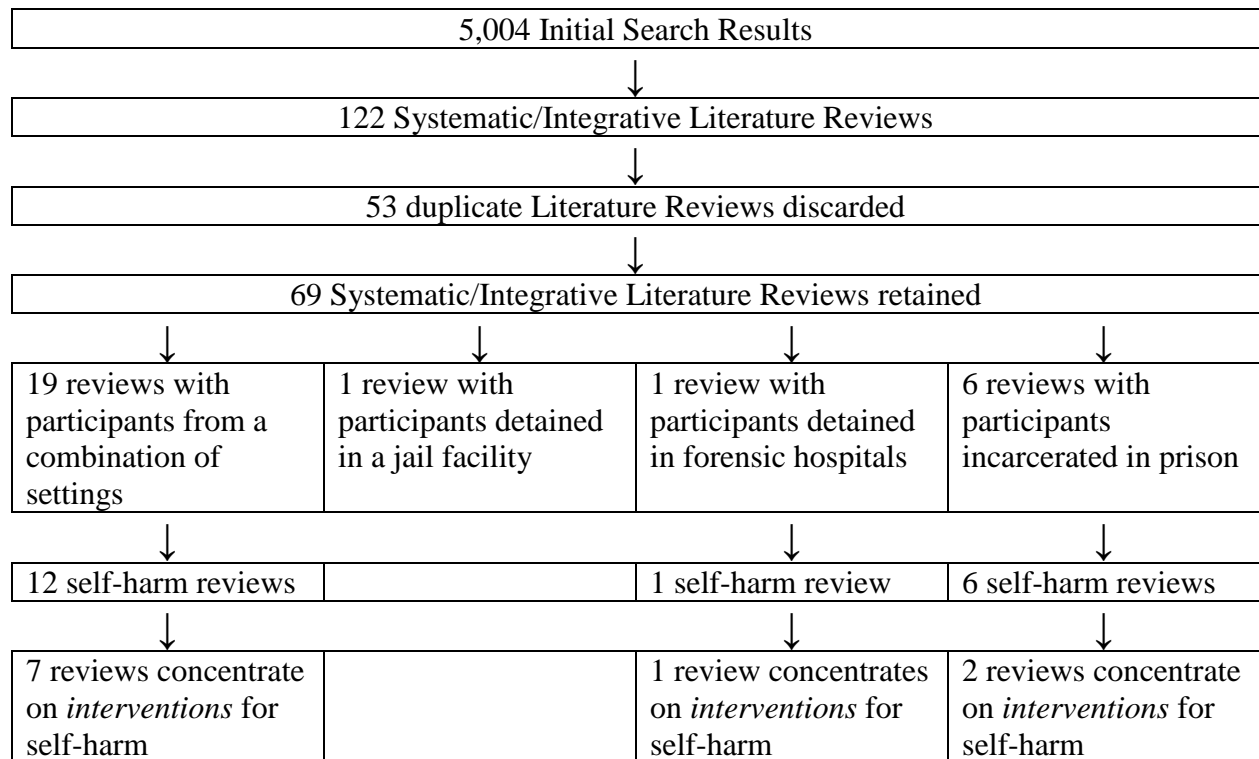 5,004 Initial Search Results
↓
122 Systematic/Integrative Literature Reviews
↓
53 duplicate Literature Reviews discarded
↓
69 Systematic/Integrative Literature Reviews retained
↓ ↓ ↓ ↓
19 reviews with
participants from a
combination of
settings
1 review with
participants detained
in a jail facility
1 review with
participants detained
in forensic hospitals
6 reviews with
participants
incarcerated in prison
↓ ↓ ↓
12 self-harm reviews
1 self-harm review
6 self-harm reviews
↓ ↓ ↓
7 reviews concentrate
on interventions for
self-harm
1 review concentrates
on interventions for
self-harm
2 reviews concentrate
on interventions for
self-harm